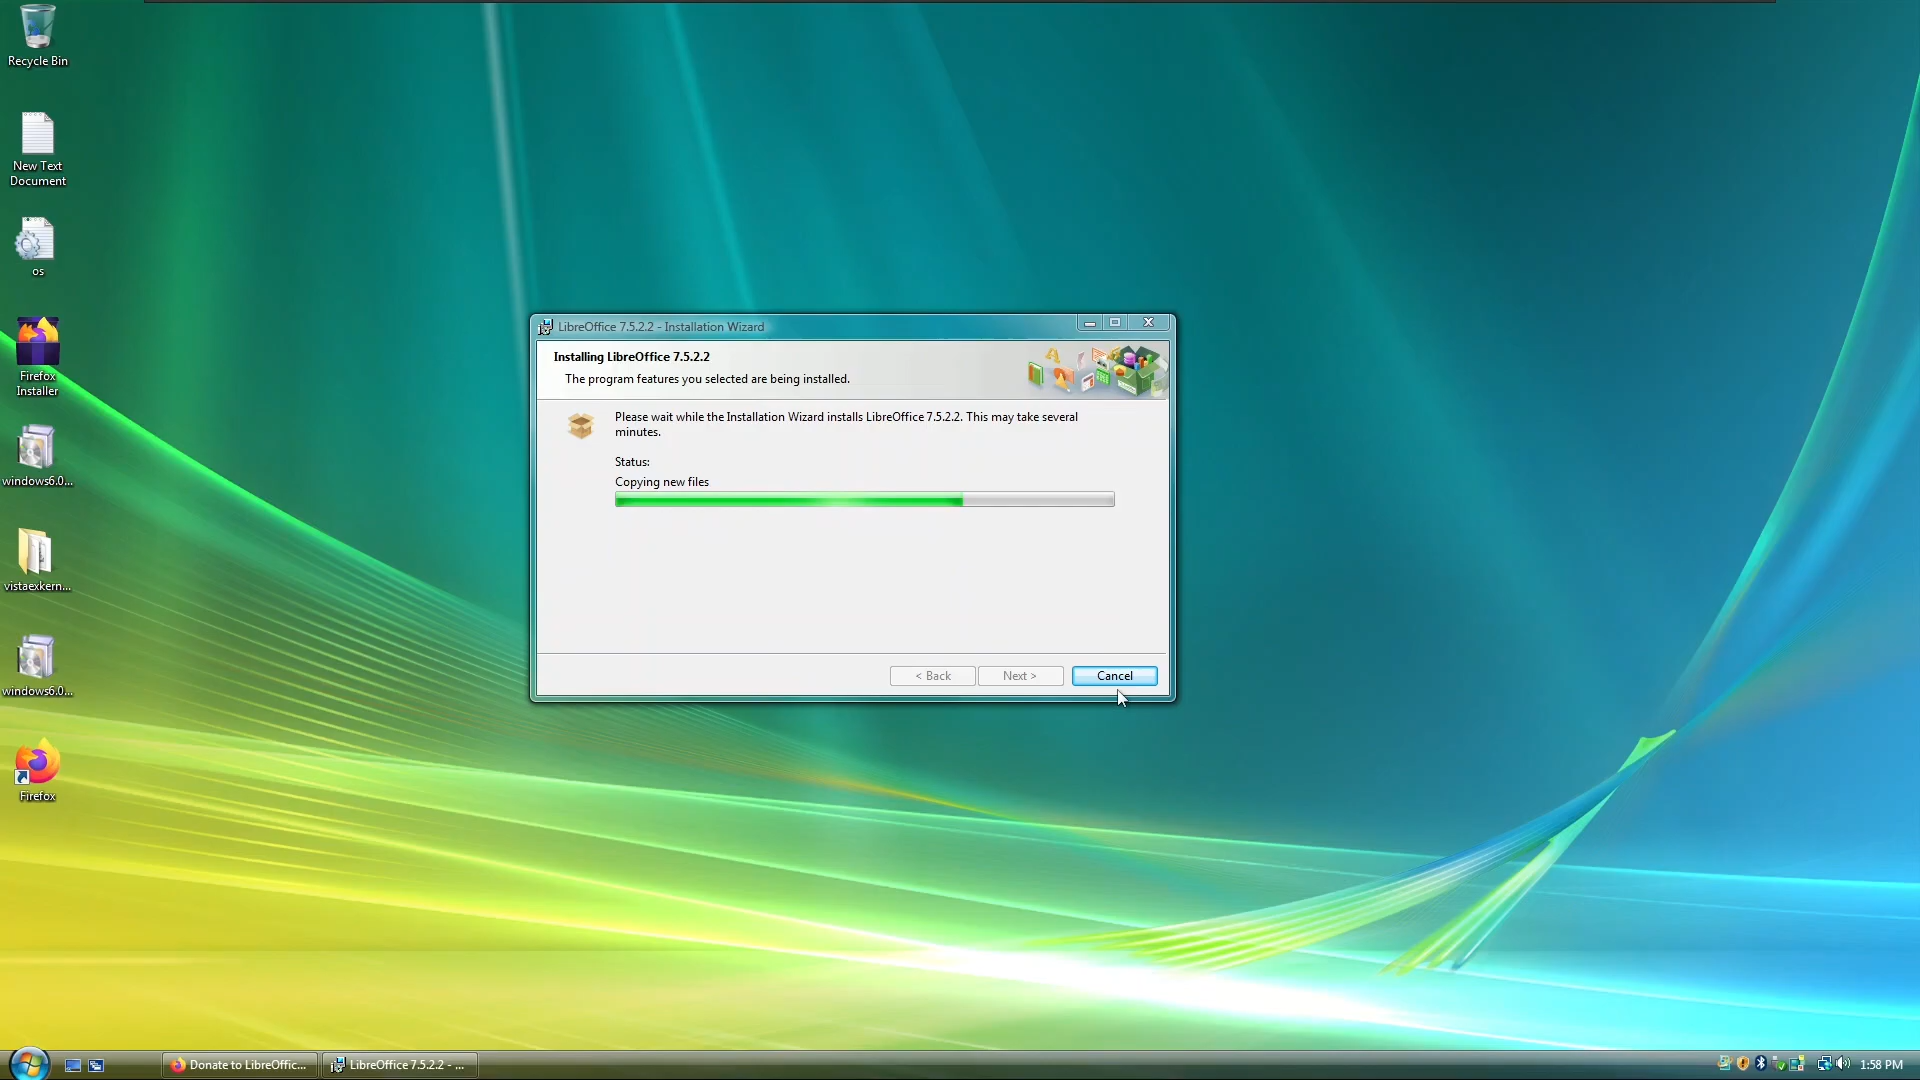 Recycle Bin
New Text
Document
os
Firefox
Installer
windows6.0...
vistaexkern...
windows6.0...
Firefox
LibreOffice 7.5.2.2 - Installation Wizard
Installing LibreOffice 7.5.2.2
The program features you selected are being installed.
Please wait while the Installation Wizard installs LibreOffice 7.5.2.2. This may take several
minutes.
Status:
Copying new files
< Back
Next >
Cancel
Donate to LibreOffic...
LibreOffice 7.5.2.2 - ...
1:58 PM